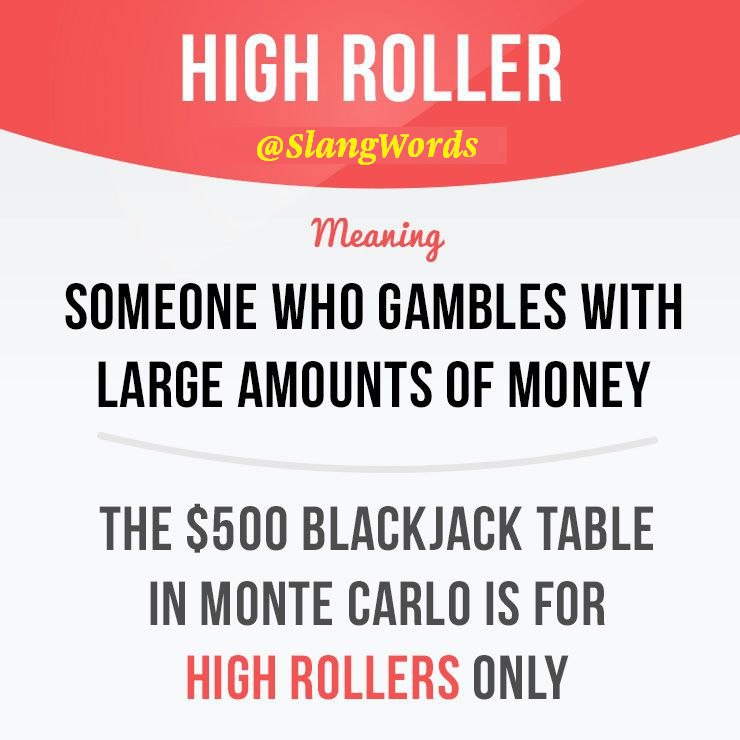 HIGH ROLLER
@SlangWords
Meaning
SOMEONE WHO GAMBLES WITH
LARGE AMOUNTS OF MONEY
THE $500 BLACKJACK TABLE
IN MONTE CARLO IS FOR
HIGH ROLLERS ONLY